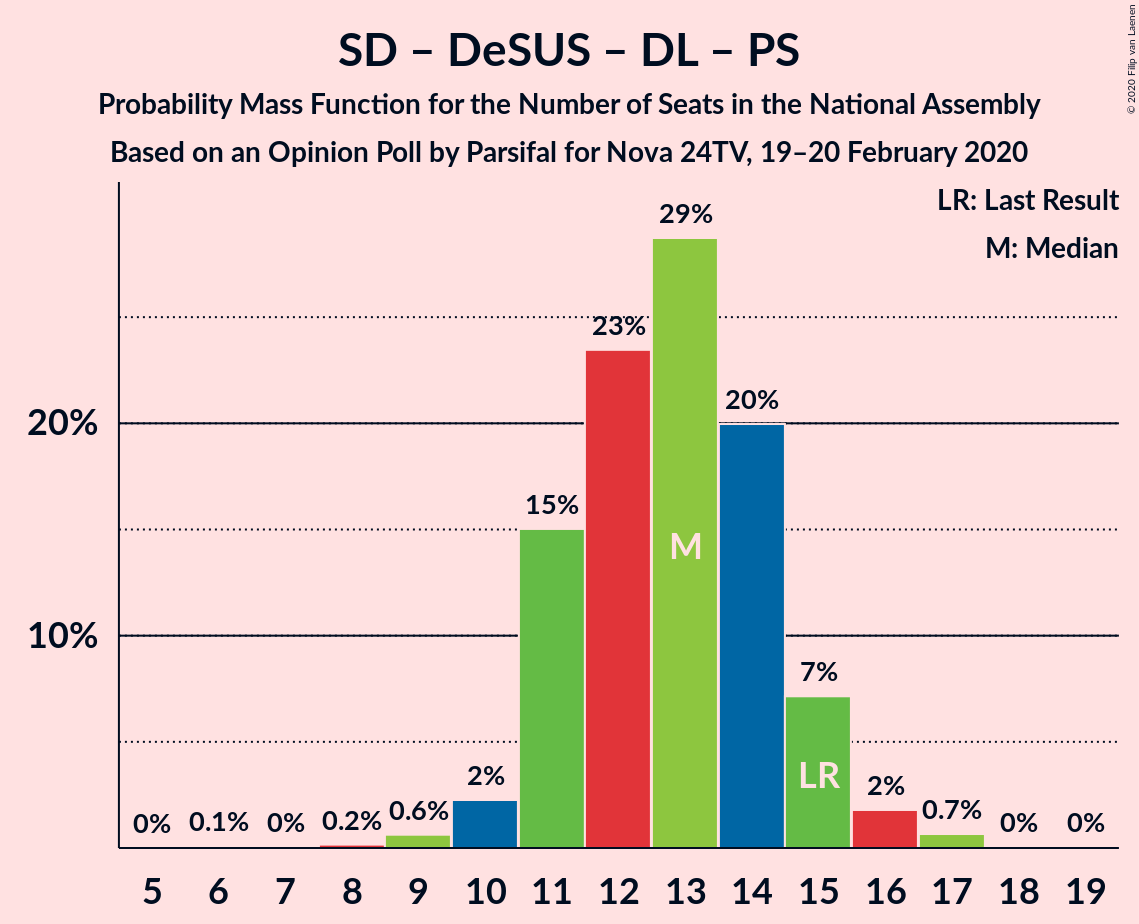 SD – DeSUS – DL – PS
Probability Mass Function for the Number of Seats in the National Assembly
Based on an Opinion Poll by Parsifal for Nova 24TV, 19–20 February 2020
© 2020 Filip van Laenen
LR: Last Result
M: Median
29%
23%
20%
20%
15%
M
10%
7%
LR
2%
2%
0%
0.1%
0%
0.2%
0.6%
0.7%
0%
0%
5 6 7 8 9 10 11 12 13 14 15 16 17 18 19